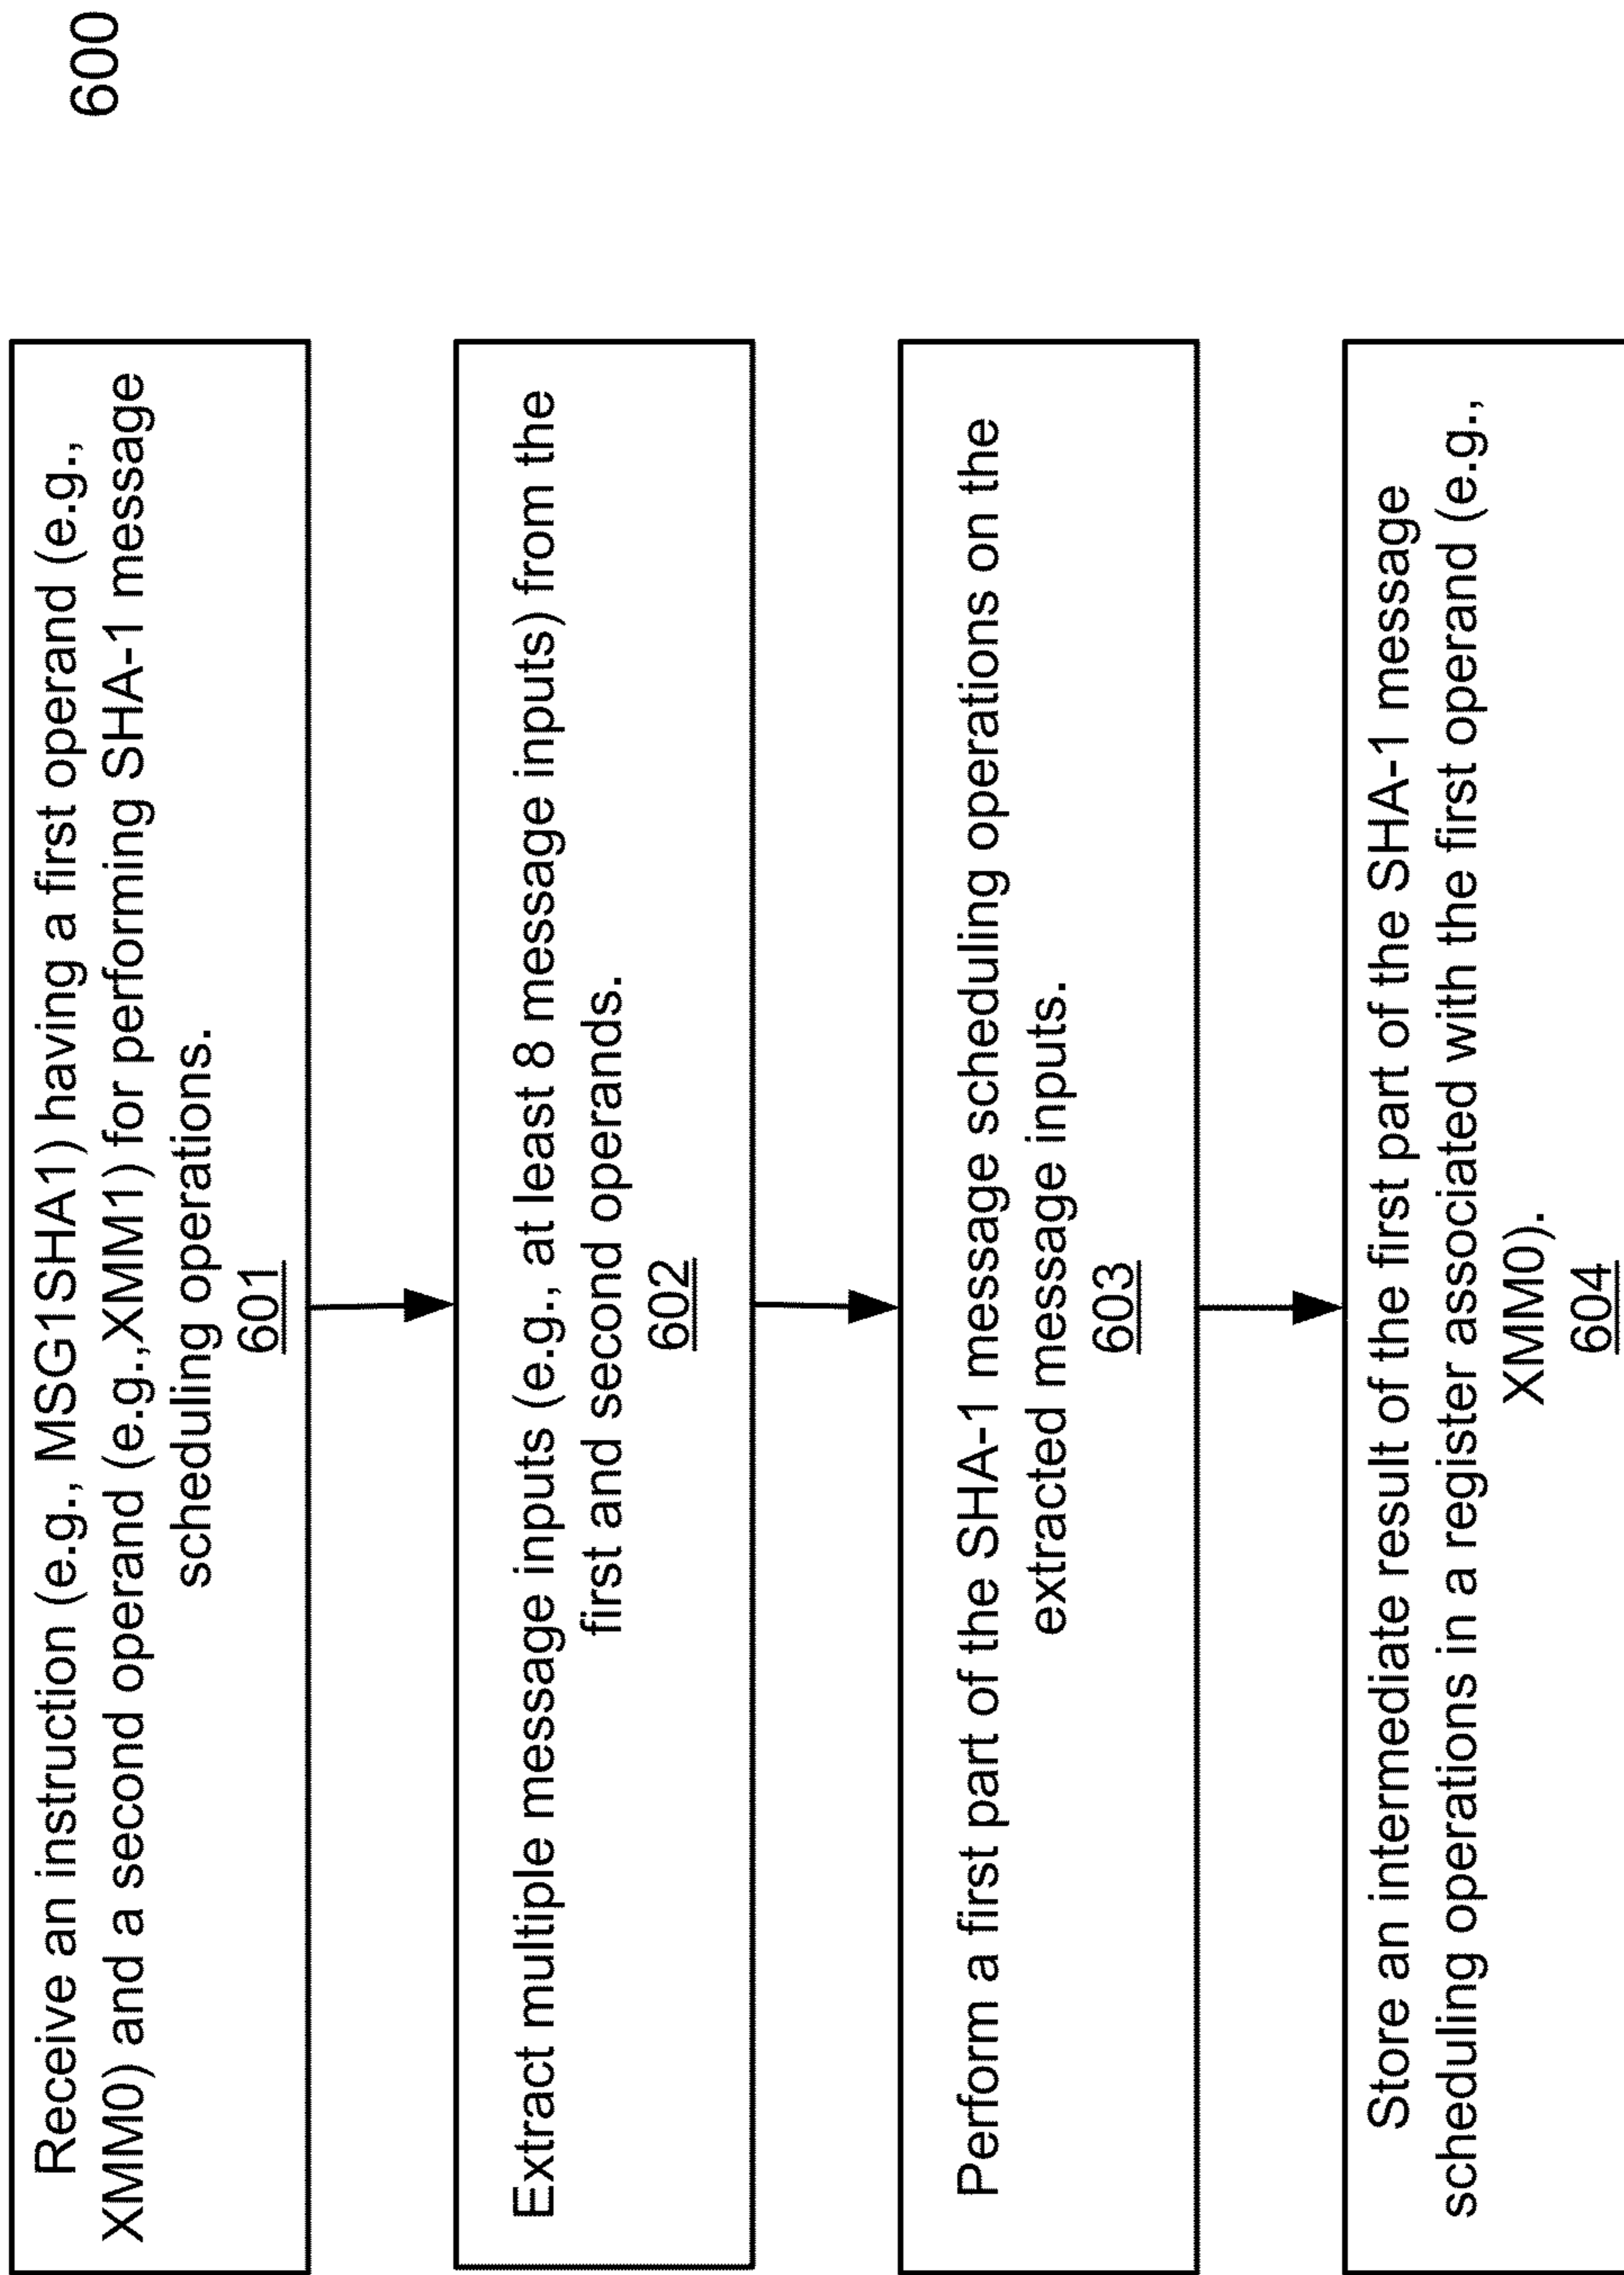 600
Receive an instruction (e.g., MSG1SHA1) having a first operand (e.g.,
XMM0) and a second operand (e.g.,XMM1) for performing SHA-1 message
scheduling operations.
601
Extract multiple message inputs (e.g., at least 8 message inputs) from the
first and second operands.
602
Perform a first part of the SHA-1 message scheduling operations on the
extracted message inputs.
603
Store an intermediate result of the first part of the SHA-1 message
scheduling operations in a register associated with the first operand (e.g.,
XMM0).
604